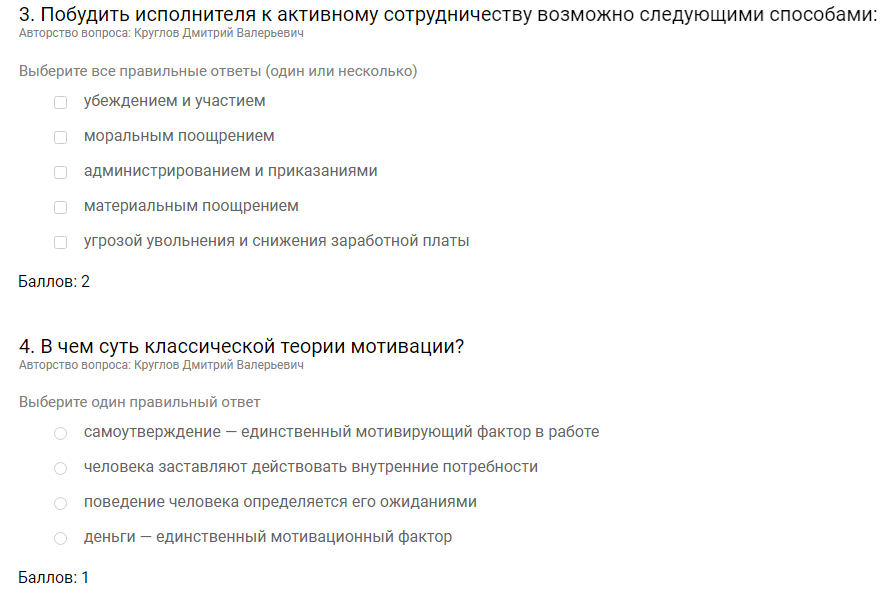 3. Побудить исполнителя к активному сотрудничеству возможно следующими способами:
Авторство вопроса: Круглов Дмитрий Валерьевич
Выберите все правильные ответы (один или несколько)
убеждением и участием
моральным поощрением
администрированием и приказаниями
материальным поощрением
угрозой увольнения и снижения заработной платы
Баллов: 2
4. В чем суть классической теории мотивации?
Авторство вопроса: Круглов Дмитрий Валерьевич
Выберите один правильный ответ
самоутверждение — единственный мотивирующий фактор в работе
человека заставляют действовать внутренние потребности
поведение человека определяется его ожиданиями
деньги — единственный мотивационный фактор
Баллов: 1